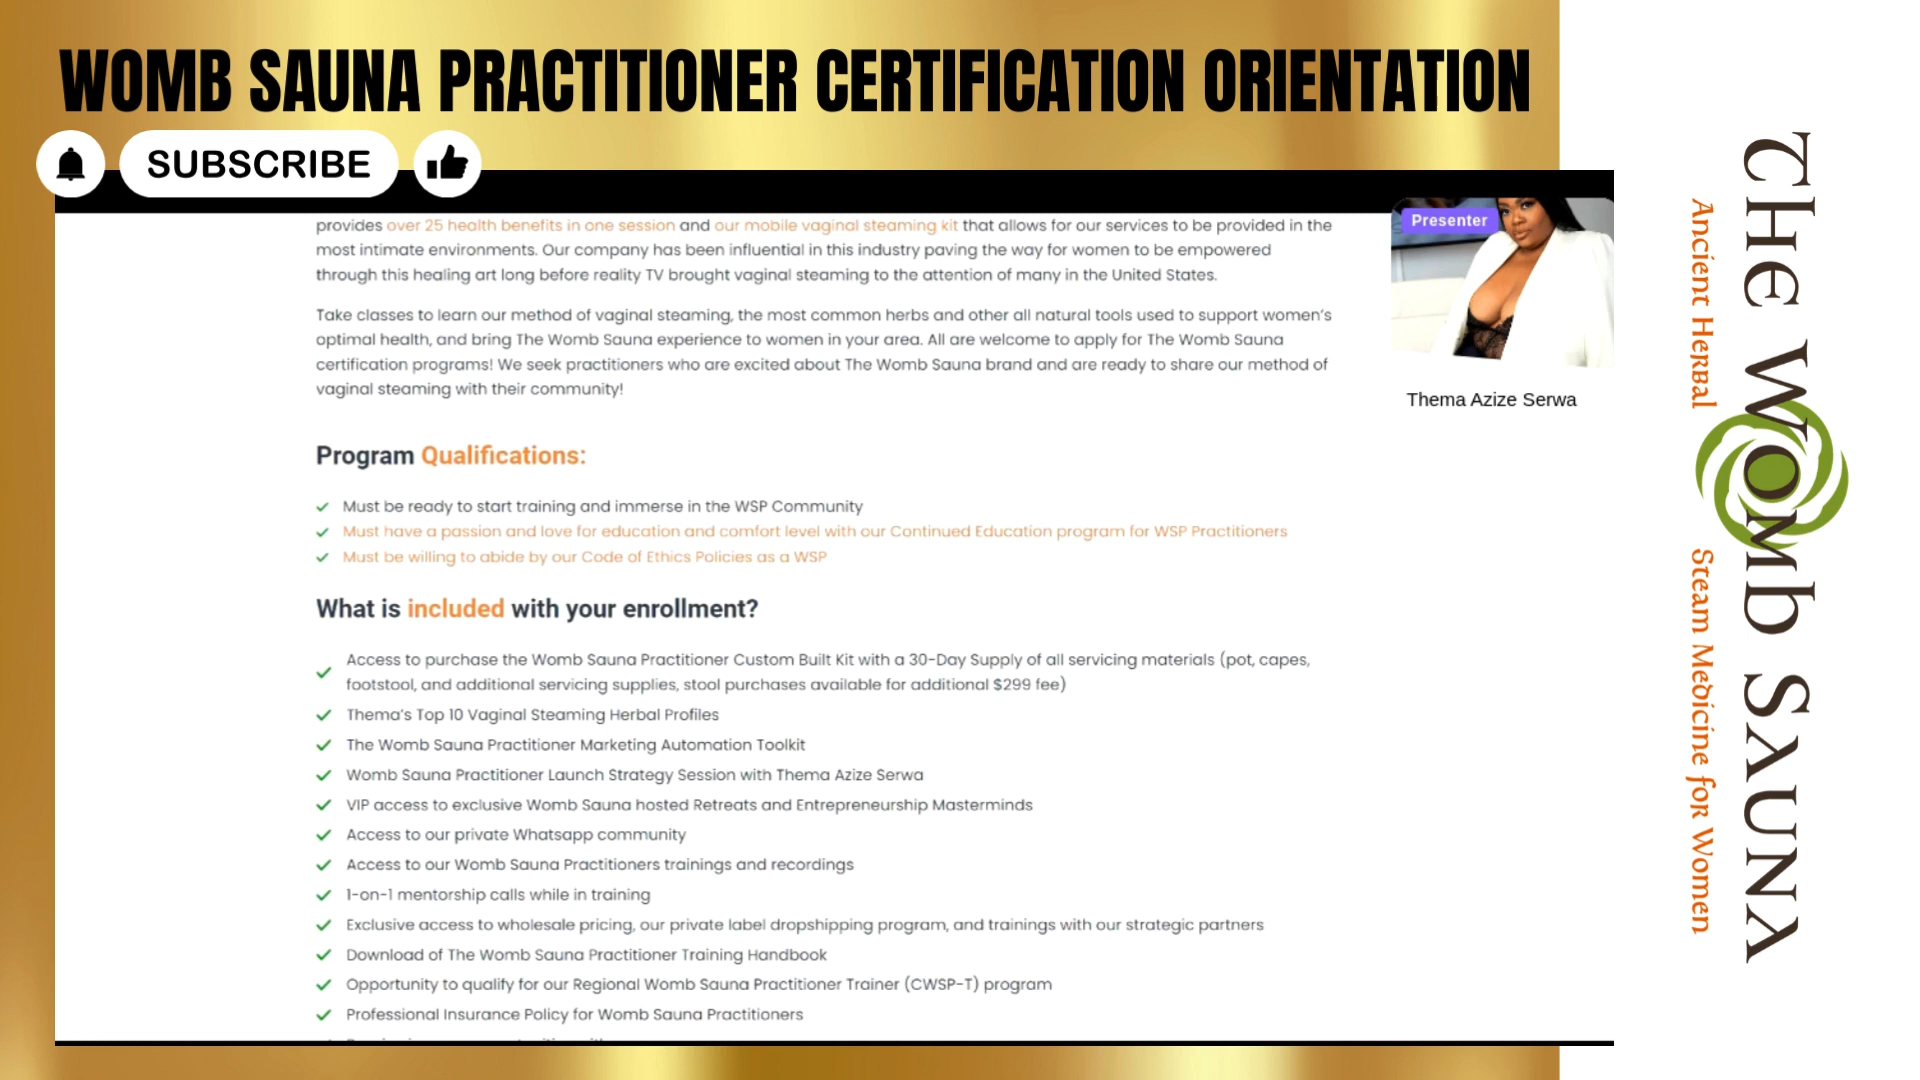 WOMB SAUNA PRACTITIONER CERTIFICATION ORIENTATION
SUBSCRIBE
provides over 25 health benefits in one session and our mobile vaginal steaming kit that allows for our services to be provided in the
most intimate environments. Our company has been influential in this industry paving the way for women to be empowered
through this healing art long before reality TV brought vaginal steaming to the attention of many in the United States.
Take classes to learn our method of vaginal steaming, the most common herbs and other all natural tools used to support women's
optimal health, and bring The Womb Sauna experience to women in your area. All are welcome to apply for The Womb Sauna
certification programs! We seek practitioners who are excited about The Womb Sauna brand and are ready to share our method of
vaginal steaming with their community!
Program Qualifications:
Must be ready to start training and immerse in the WSP Community
Must have a passion and love for education and comfort level with our Continued Education program for WSP Practitioners
Must be willing to abide by our Code of Ethics Policies as a WSP
What is included with your enrollment?
Access to purchase the Womb Sauna Practitioner Custom Built Kit with a 30-Day Supply of all servicing materials (pot, capes,
footstool, and additional servicing supplies, stool purchases available for additional $299 fee)
Thema's Top 10 Vaginal Steaming Herbal Profiles
The Womb Sauna Practitioner Marketing Automation Toolkit
Womb Sauna Practitioner Launch Strategy Session with Thema Azize Serwa
VIP access to exclusive Womb Sauna hosted Retreats and Entrepreneurship Masterminds
Access to our private Whatsapp community
Access to our Womb Sauna Practitioners trainings and recordings
1-on-1 mentorship calls while in training
Exclusive access to wholesale pricing, our private label dropshipping program, and trainings with our strategic partners
Download of The Womb Sauna Practitioner Training Handbook
Opportunity to qualify for our Regional Womb Sauna Practitioner Trainer (CWSP-T) program
Professional Insurance Policy for Womb Sauna Practitioners
Presenter
Thema Azize Serwa
THE WOMB SAUNA
Ancient Herbal
Steam Medicine for Women